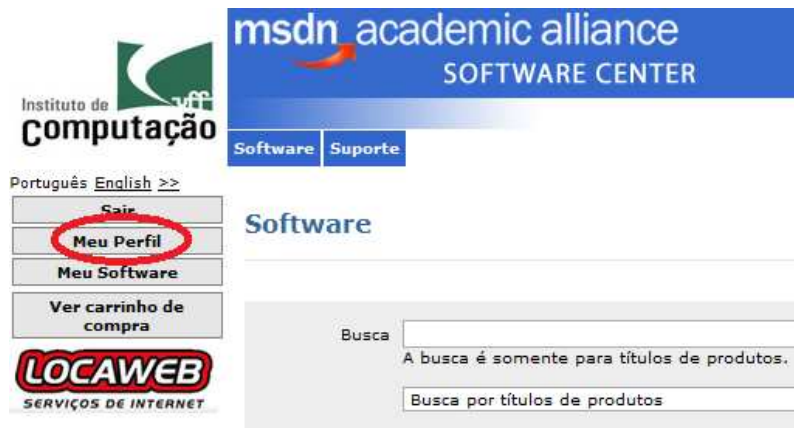 msdn academic alliance
SOFTWARE CENTER
Instituto de
Computação
uff
Software Suporte
Português English >>
Sair
Meu Perfil
Meu Software
Ver carrinho de
compra
LOCAWEB
SERVIÇOS DE INTERNET
Software
Busca
A busca é somente para títulos de produtos.
Busca por títulos de produtos